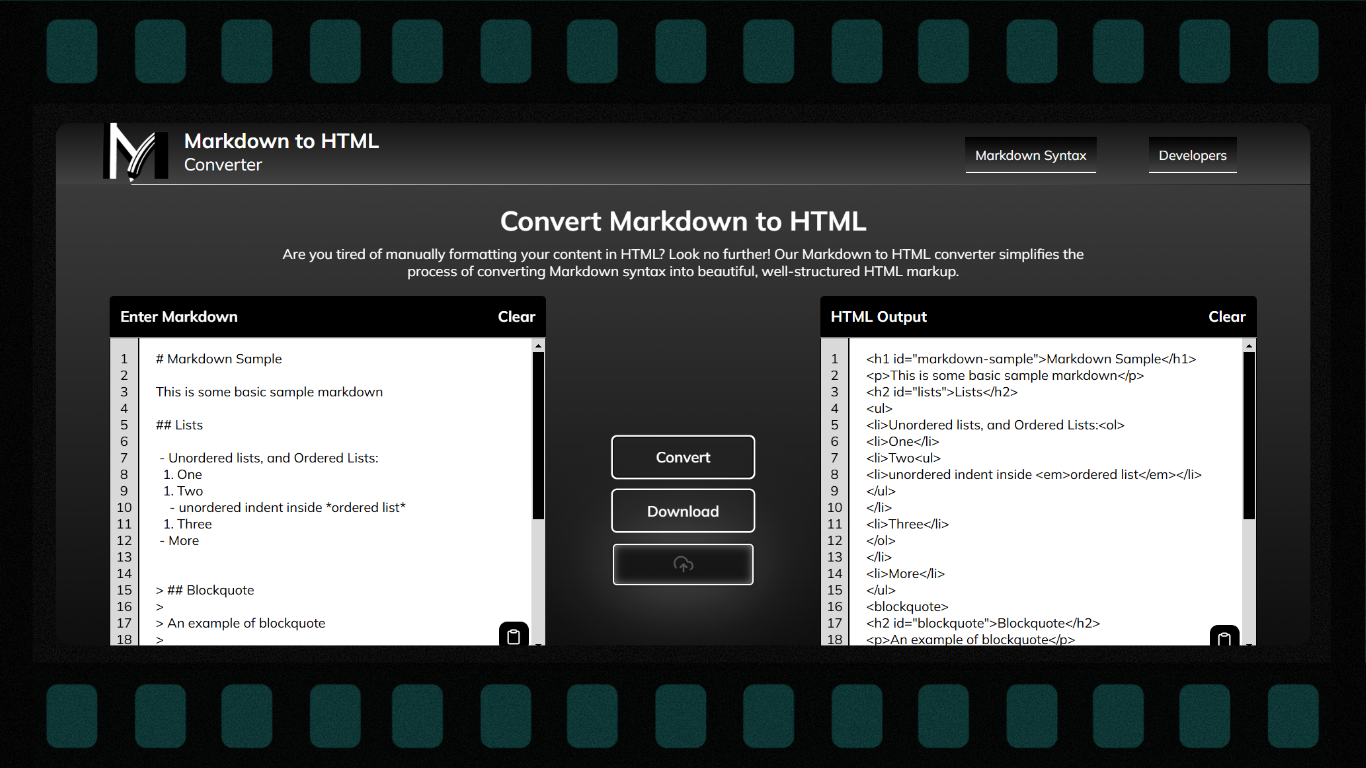 Markdown to HTML
Converter
Markdown Syntax
Developers
Convert Markdown to HTML
Are you tired of manually formatting your content in HTML? Look no further! Our Markdown to HTML converter simplifies the
process of converting Markdown syntax into beautiful, well-structured HTML markup.
Enter Markdown
Clear
1 # Markdown Sample
2
3 This is some basic sample markdown
4
5 ## Lists
6
7 - Unordered lists, and Ordered Lists:
8 1. One
9 1. Two
10 - unordered indent inside *ordered list*
11 1. Three
12 - More
13
14
15 > ## Blockquote
16 >
17 > An example of blockquote
18 >
Convert
Download
HTML Output
Clear
1 <h1 id="markdown-sample">Markdown Sample</h1>
2 <p>This is some basic sample markdown</p>
3 <h2 id="lists">Lists</h2>
4 <ul>
5 <li>Unordered lists, and Ordered Lists:<ol>
6 <li>One</li>
7 <li>Two<ul>
8 <li>unordered indent inside <em>ordered list</em></li>
9 </ul>
10 </li>
11 <li>Three</li>
12 </ol>
13 </li>
14 <li>More</li>
15 </ul>
16 <blockquote>
17 <h2 id="blockquote">Blockquote</h2>
18 <p>An example of blockquote</p>